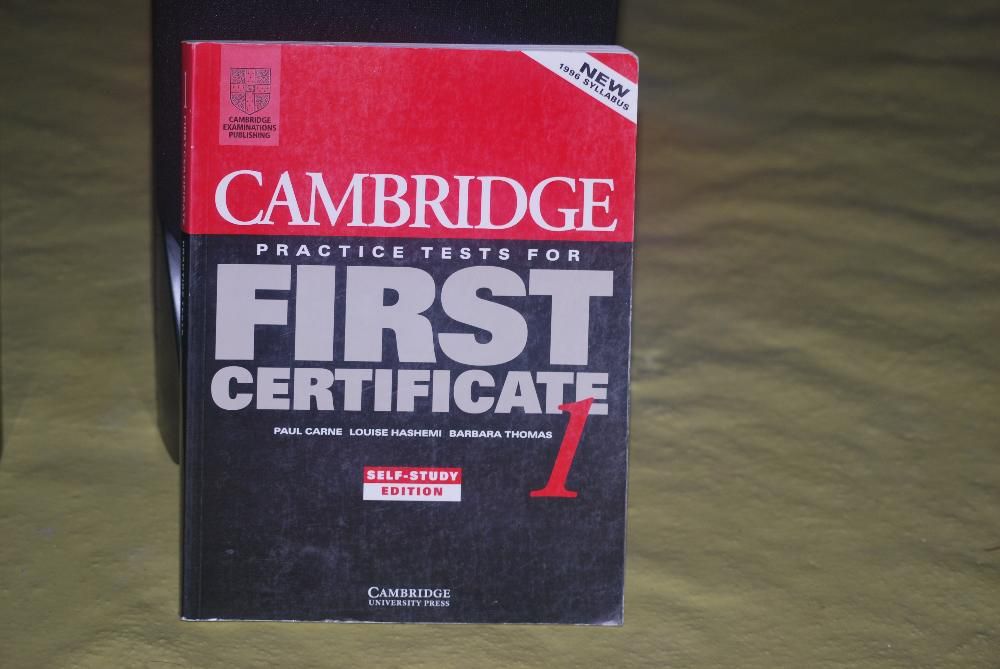 CAMBRIDGE
EXAMINATIONS
PUBLISHING
NEW
1996 SYLLABUS
CAMBRIDGE
PRACTICE TESTS FOR
FIRST
CERTIFICATE
1
PAUL CARNE LOUISE HASHEMI BARBARA THOMAS
SELF-STUDY
EDITION
CAMBRIDGE
UNIVERSITY PRESS